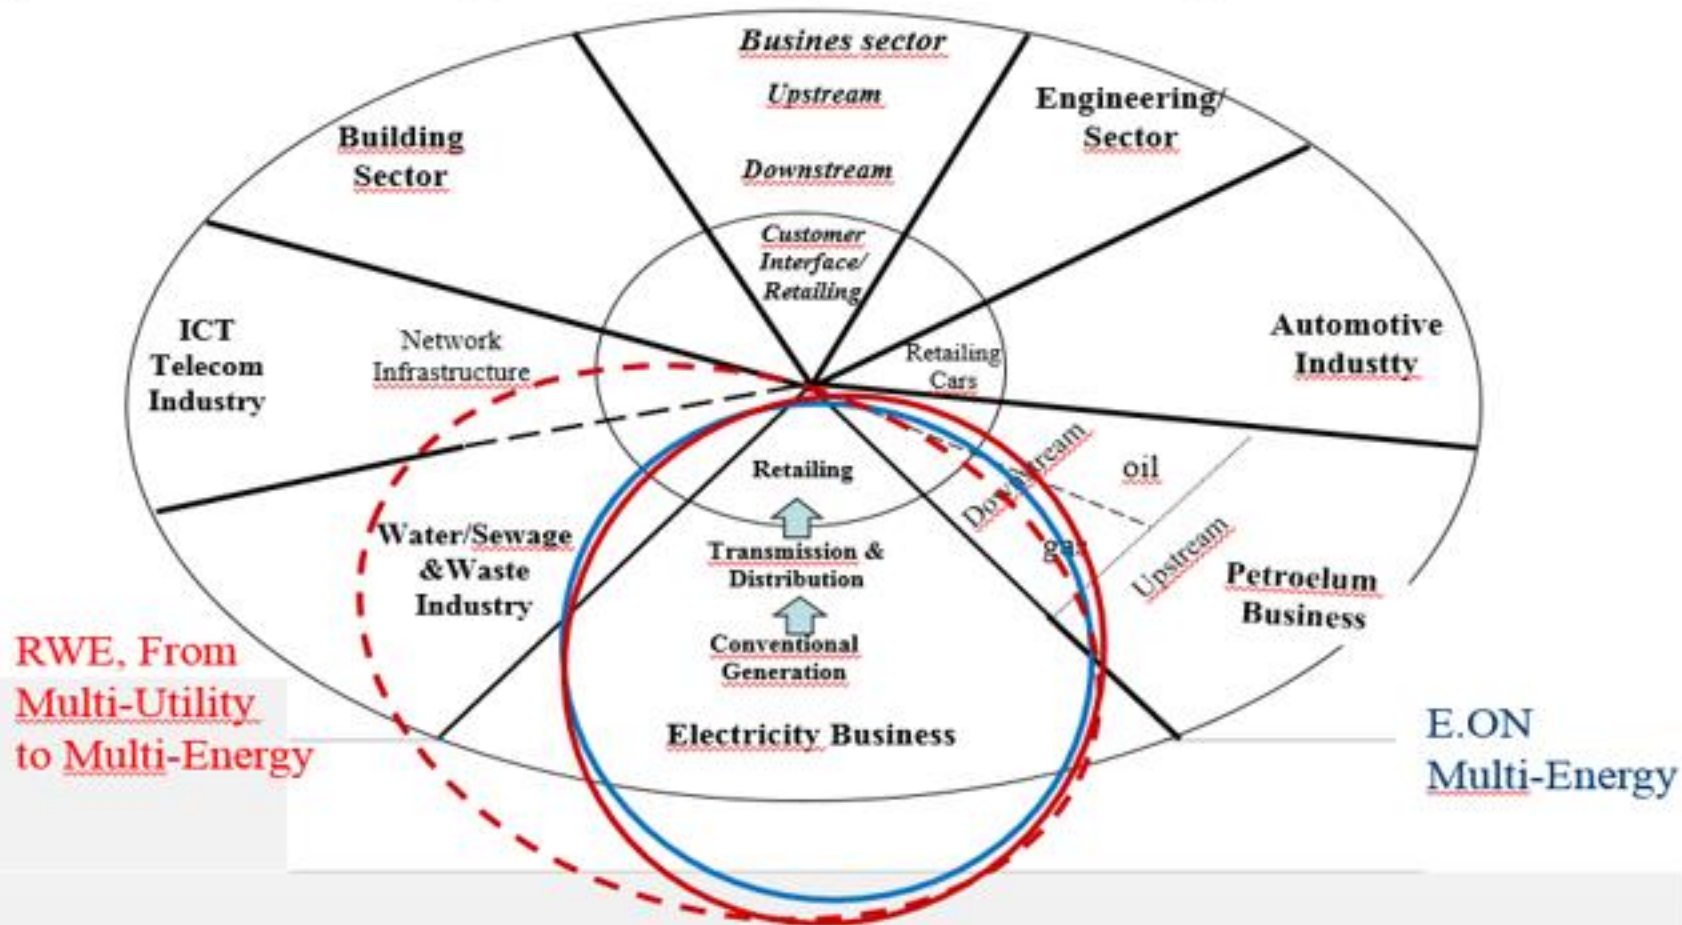 Busines sector
Upstream
Downstream
Customer
Interface/
Retailing
Engineering/
Sector
Building
Sector
ICT
Telecom
Industry
Network
Infrastructure
Retailing
Cars
Automotive
Industty
Downstream
oil
gas
Upstream
Petroelum
Business
Water/Sewage
&Waste
Industry
Retailing
Transmission &
Distribution
Conventional
Generation
Electricity Business
RWE, From
Multi-Utility
to Multi-Energy
E.ON
Multi-Energy